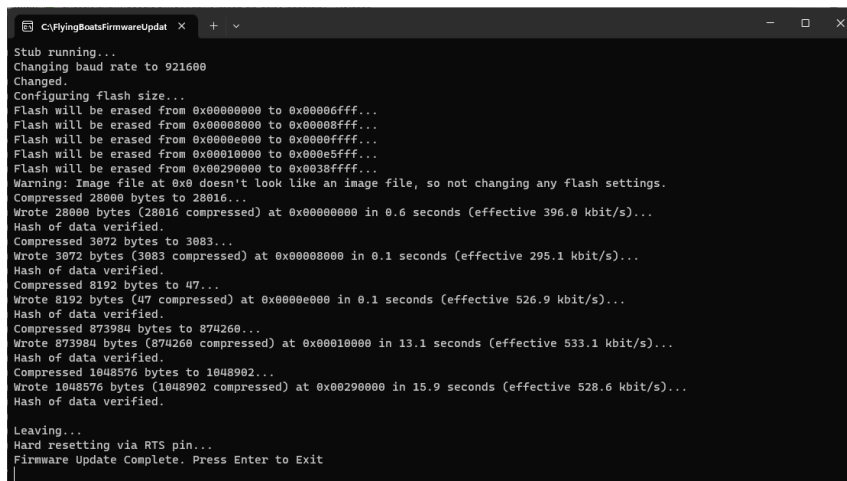 C:\FlyingBoatsFirmwareUpdat
Stub running...
Changing baud rate to 921600
Changed.
Configuring flash size...
Flash will be erased from 0x00000000 to 0x00006fff...
Flash will be erased from 0x00008000 to 0x00008fff...
Flash will be erased from 0x0000e000 to 0x0000ffff...
Flash will be erased from 0x00010000 to 0x000e5fff...
Flash will be erased from 0x00290000 to 0x0038ffff...
Warning: Image file at 0x0 doesn't look like an image file, so not changing any flash settings.
Compressed 28000 bytes to 28016...
Wrote 28000 bytes (28016 compressed) at 0x00000000 in 0.6 seconds (effective 396.0 kbit/s)...
Hash of data verified.
Compressed 3072 bytes to 3083...
Wrote 3072 bytes (3083 compressed) at 0x00008000 in 0.1 seconds (effective 295.1 kbit/s)...
Hash of data verified.
Compressed 8192 bytes to 47...
Wrote 8192 bytes (47 compressed) at 0x0000e000 in 0.1 seconds (effective 526.9 kbit/s)...
Hash of data verified.
Compressed 873984 bytes to 874260...
Wrote 873984 bytes (874260 compressed) at 0x00010000 in 13.1 seconds (effective 533.1 kbit/s)...
Hash of data verified.
Compressed 1048576 bytes to 1048902...
Wrote 1048576 bytes (1048902 compressed) at 0x00290000 in 15.9 seconds (effective 528.6 kbit/s)...
Hash of data verified.
Leaving...
Hard resetting via RTS pin...
Firmware Update Complete. Press Enter to Exit